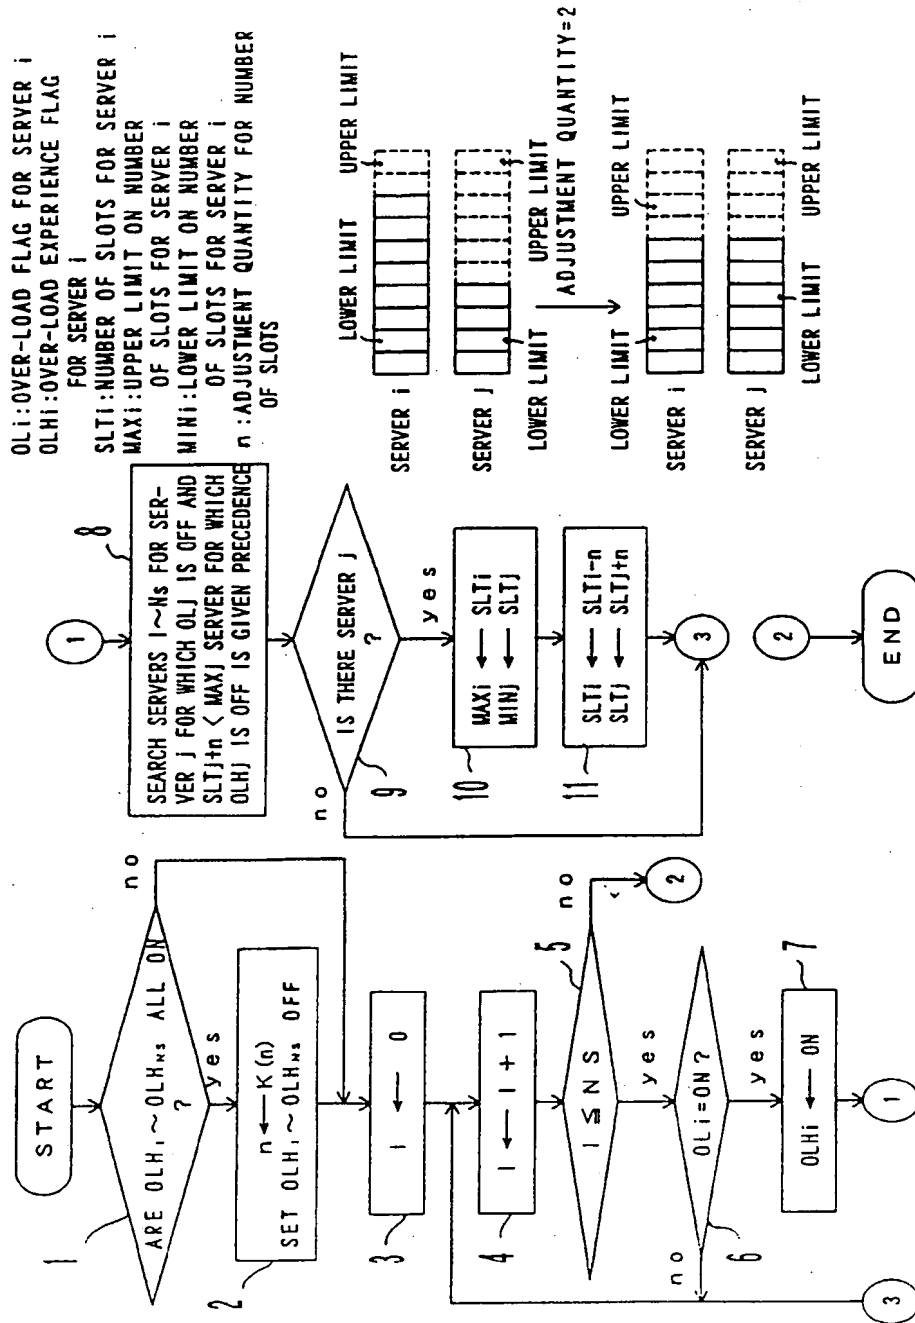 START
1
ARE OLH₁~OLH_NS ALL ON
?
no
yes
2
n ← K(n)
SET OLH₁~OLH_NS OFF
3
I ← 0
4
I ← I + 1
5
I ≦ N S
no
2
yes
6
OLi=ON?
no
yes
7
OLHi ← ON
1
3
1
8
SEARCH SERVERS 1~Ns FOR SER-
VER j FOR WHICH OLj IS OFF AND
SLTj+n < MAXj SERVER FOR WHICH
OLHj IS OFF IS GIVEN PRECEDENCE
9
IS THERE SERVER j
?
no
yes
10
MAXi ← SLTi
MINj ← SLTj
11
SLTi ← SLTi-n
SLTj ← SLTj+n
3
2
END
OLi:OVER-LOAD FLAG FOR SERVER i
OLHi:OVER-LOAD EXPERIENCE FLAG
FOR SERVER i
SLTi:NUMBER OF SLOTS FOR SERVER i
MAXi:UPPER LIMIT ON NUMBER
OF SLOTS FOR SERVER i
MINi:LOWER LIMIT ON NUMBER
OF SLOTS FOR SERVER i
n:ADJUSTMENT QUANTITY FOR NUMBER
OF SLOTS
LOWER LIMIT
UPPER LIMIT
SERVER i
SERVER j
LOWER LIMIT
UPPER LIMIT
ADJUSTMENT QUANTITY=2
LOWER LIMIT
UPPER LIMIT
SERVER i
SERVER j
LOWER LIMIT
UPPER LIMIT